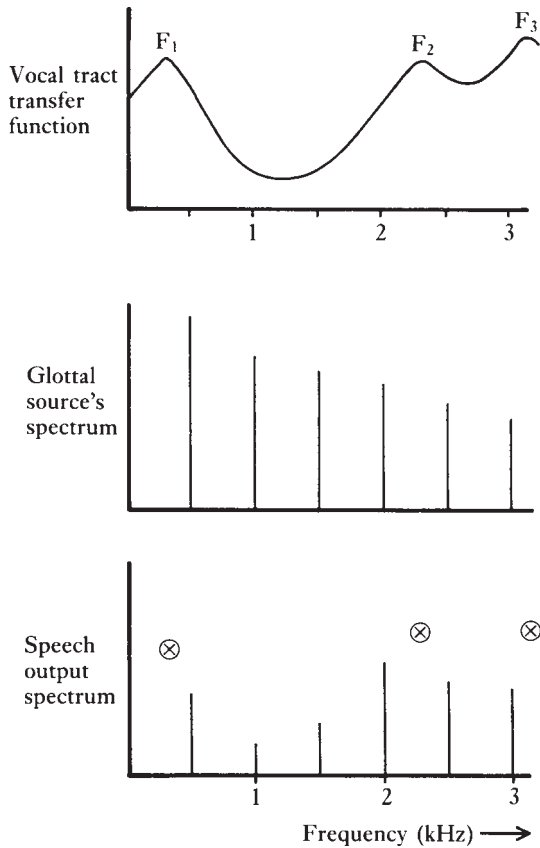 F₁
F₂
F₃
Vocal tract
transfer
function
1
2
3
Glottal
source's
spectrum
Speech
output
spectrum
1
2
3
Frequency (kHz)